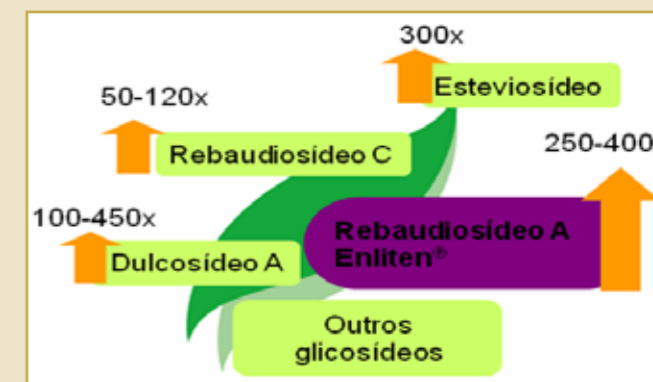 300x
Esteviosídeo
50-120x
Rebaudiosídeo C
250-400
100-450x
Dulcosídeo A
Rebaudiosídeo A
Enliten®
Outros
glicosídeos